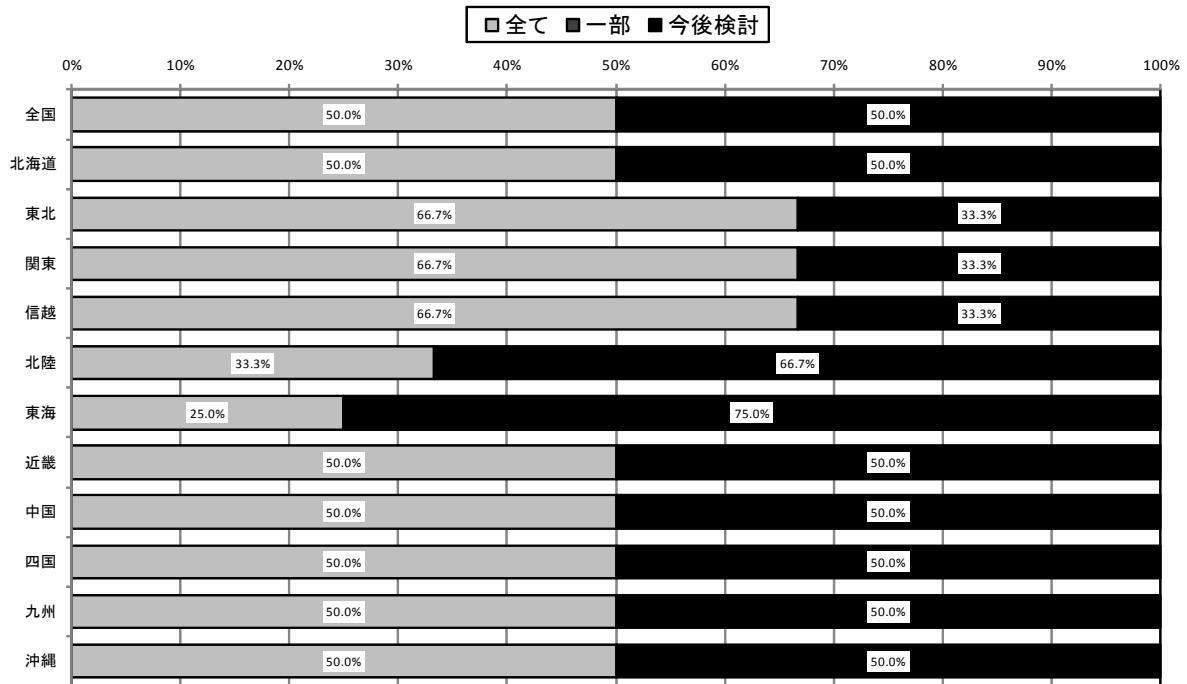 全て 一部 今後検討
0% 10% 20% 30% 40% 50% 60% 70% 80% 90% 100%
全国 50.0% 50.0%
北海道 50.0% 50.0%
東北 66.7% 33.3%
関東 66.7% 33.3%
信越 66.7% 33.3%
北陸 33.3% 66.7%
東海 25.0% 75.0%
近畿 50.0% 50.0%
中国 50.0% 50.0%
四国 50.0% 50.0%
九州 50.0% 50.0%
沖縄 50.0% 50.0%